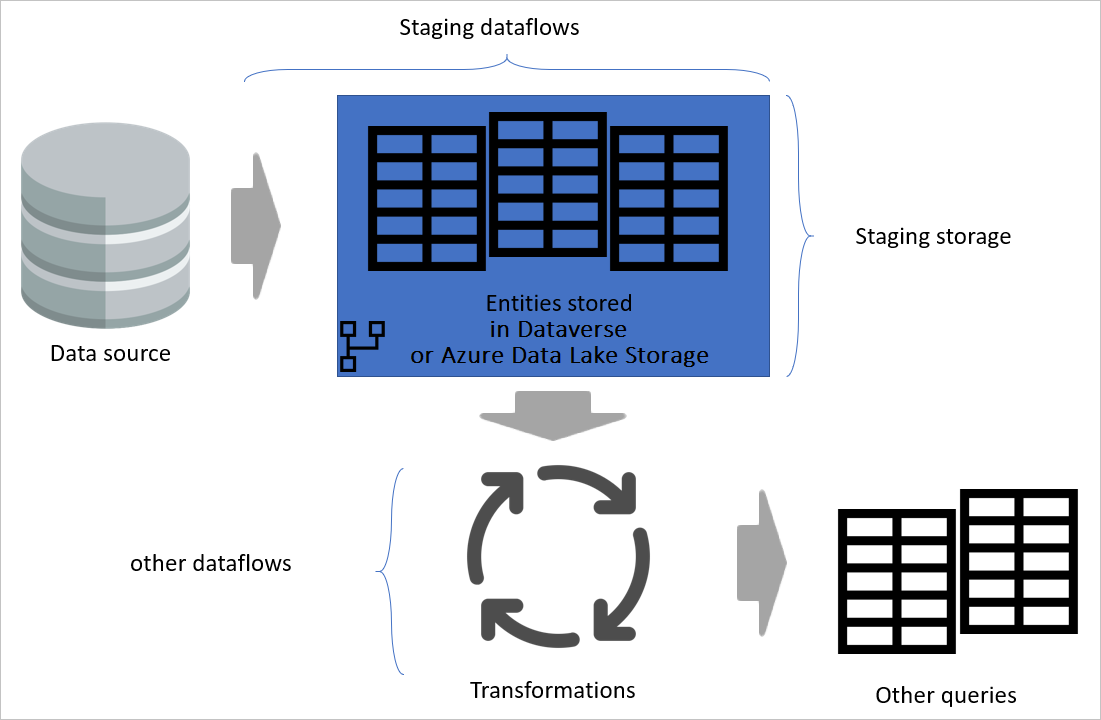 Staging dataflows
Staging storage
Entities stored
in Dataverse
or Azure Data Lake Storage
Data source
other dataflows
Transformations
Other queries